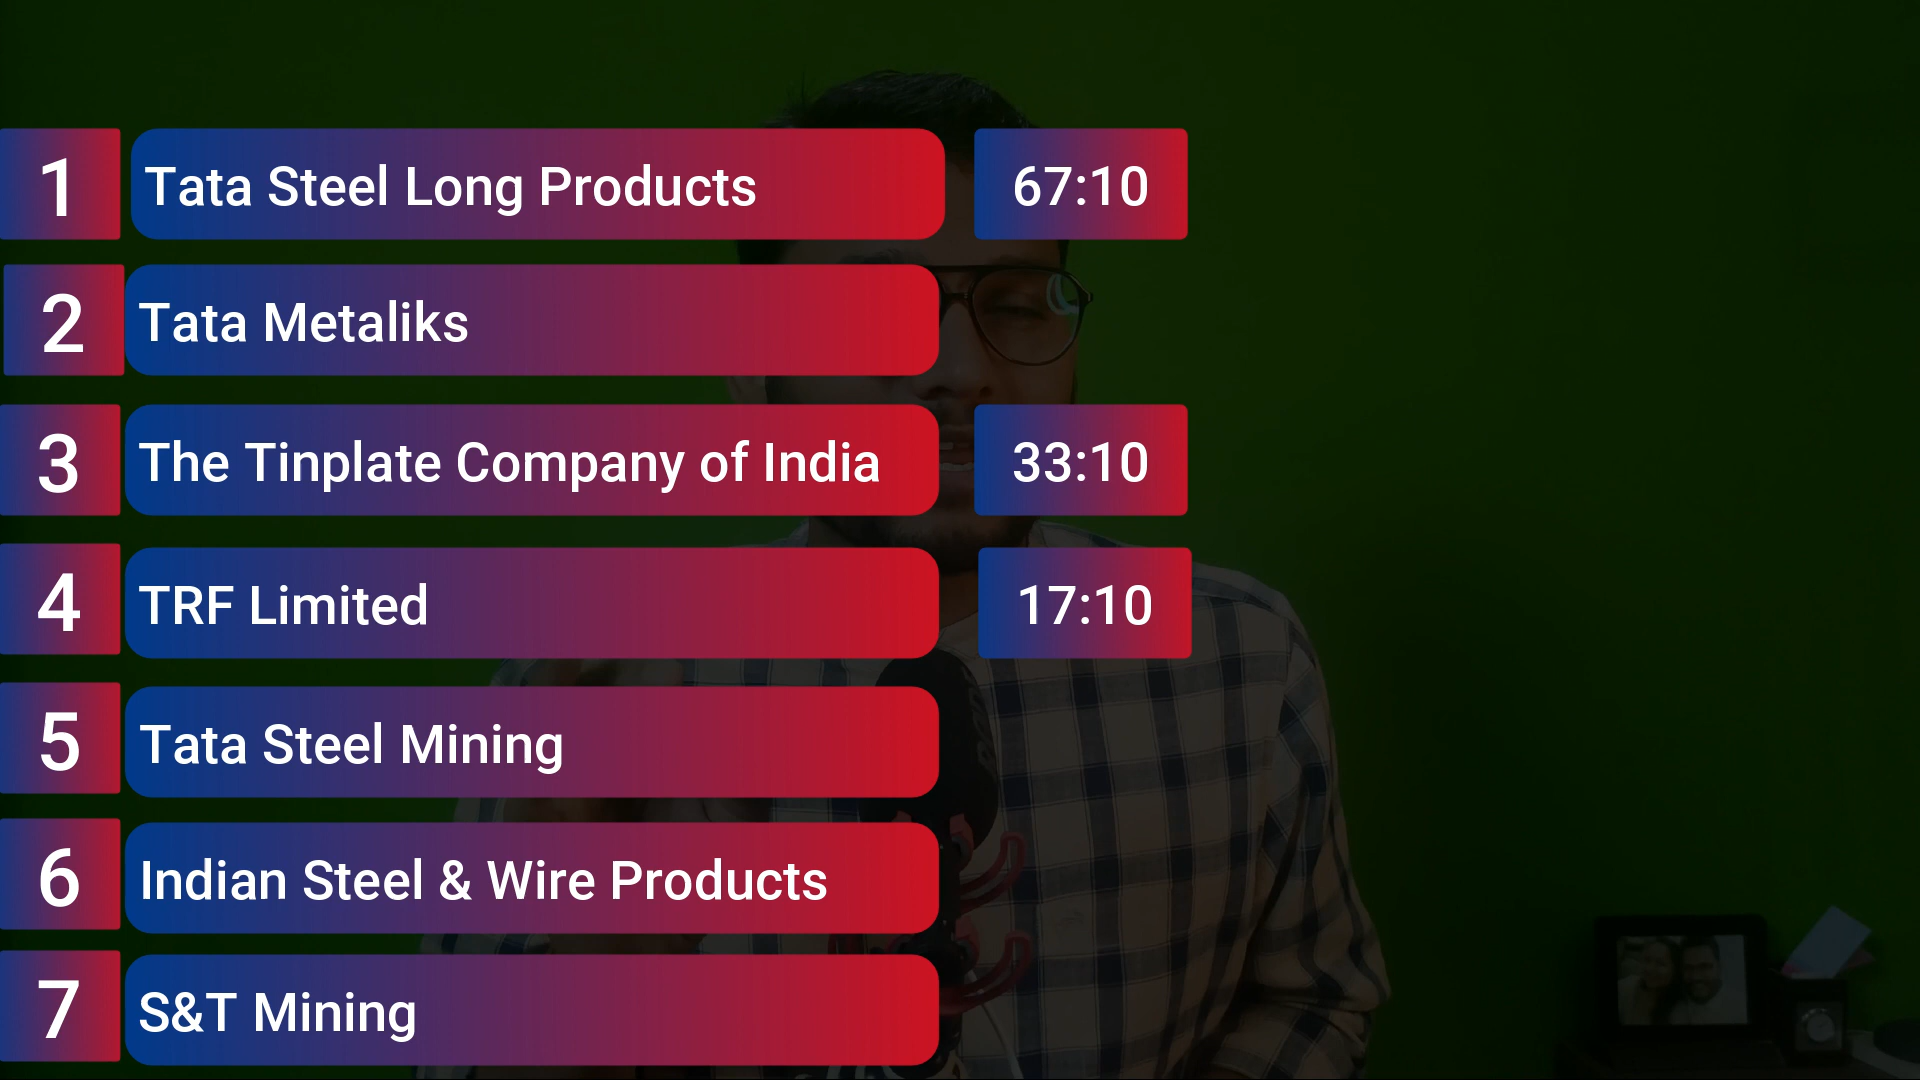 1 Tata Steel Long Products 67:10
2 Tata Metaliks
3 The Tinplate Company of India 33:10
4 TRF Limited 17:10
5 Tata Steel Mining
6 Indian Steel & Wire Products
7 S&T Mining